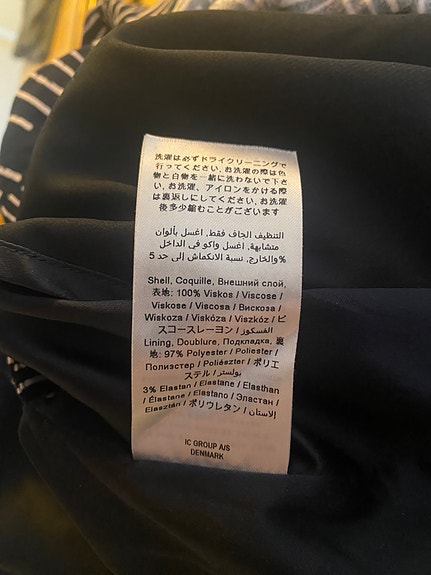 洗濯は必ずドライクリーニングで
行ってください。お洗濯の際は色
物と白物を一緒に洗わないで下さ
い。お洗濯、アイロンをかける際
は裏返しにしてください。お洗濯
後多少縮むことがございます
التنظيف الجاف فقط. اغسل بألوان
متشابهة. اغسل واكو في الداخل
والخارج. نسبة الانكماش الى حد 5%
Shell, Coquille, Внешний слой,
表地: 100% Viskos / Viscose /
Viskose / Viscosa / Вискоза /
Wiskoza / Viskóza / Viszkóz / ビ
スコースレーヨン / الفسكوز
Lining, Doublure, Подкладка, 裏
地: 97% Polyester / Poliester /
Полиэстер / Poliészter / ポリエ
ステル / بولستر
3% Elastan / Elastane / Elasthan
/ Élastane / Elastano / Эластан /
Elasztán / ポリウレタン / الاستان
IC GROUP A/S
DENMARK